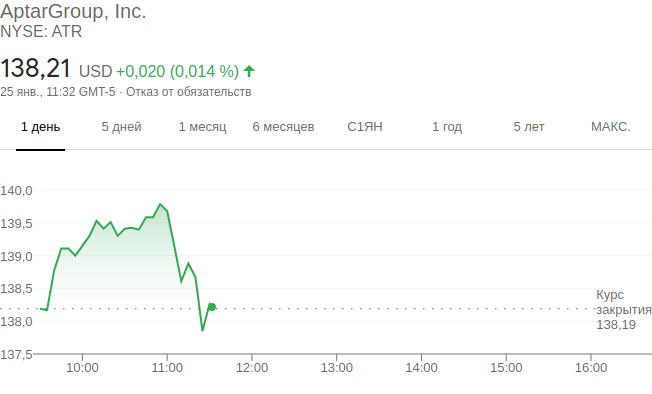 AptarGroup, Inc.
NYSE: ATR
138,21 USD +0,020 (0,014 %)
25 янв., 11:32 GMT-5 · Отказ от обязательств
1 день 5 дней 1 месяц 6 месяцев С1ЯН 1 год 5 лет МАКС.
140,0
139,5
139,0
138,5
138,0
137,5
Курс
закрытия
138,19
10:00 11:00 12:00 13:00 14:00 15:00 16:00